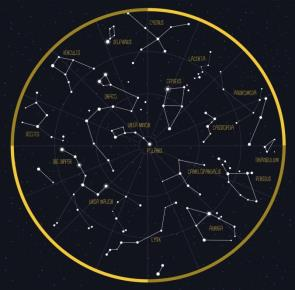 CYGNUS
DELPHINUS
HERCULES
LACERTA
CEPHEUS
DRACO
ANDROMEDA
URSA MINOR
CASSIOPEIA
BOOTES
POLARIS
BIG DIPPER
TRIANGULUM
CAMELOPARDALIS
PERSEUS
URSA MAJOR
AURIGA
LYNX